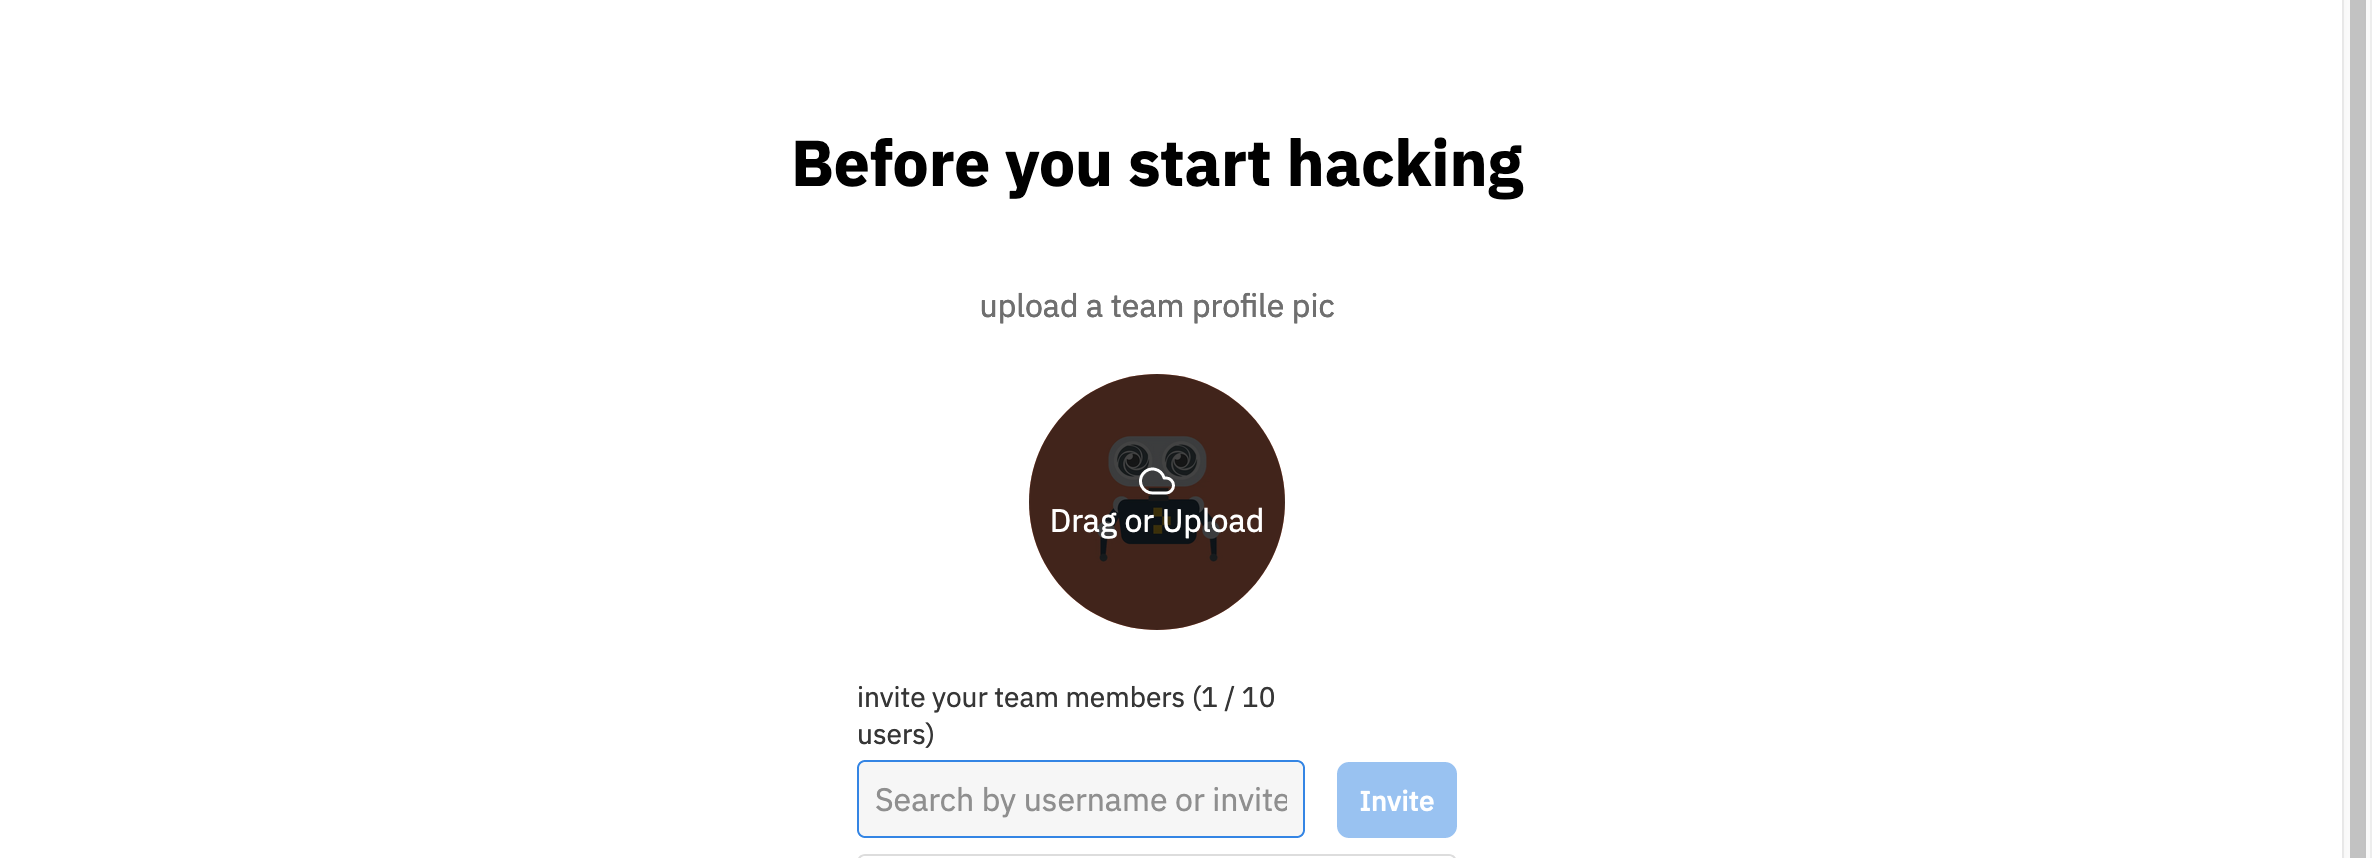 Before you start hacking
upload a team profile pic
Drag or Upload
invite your team members (1 / 10
users)
Search by username or invite
Invite